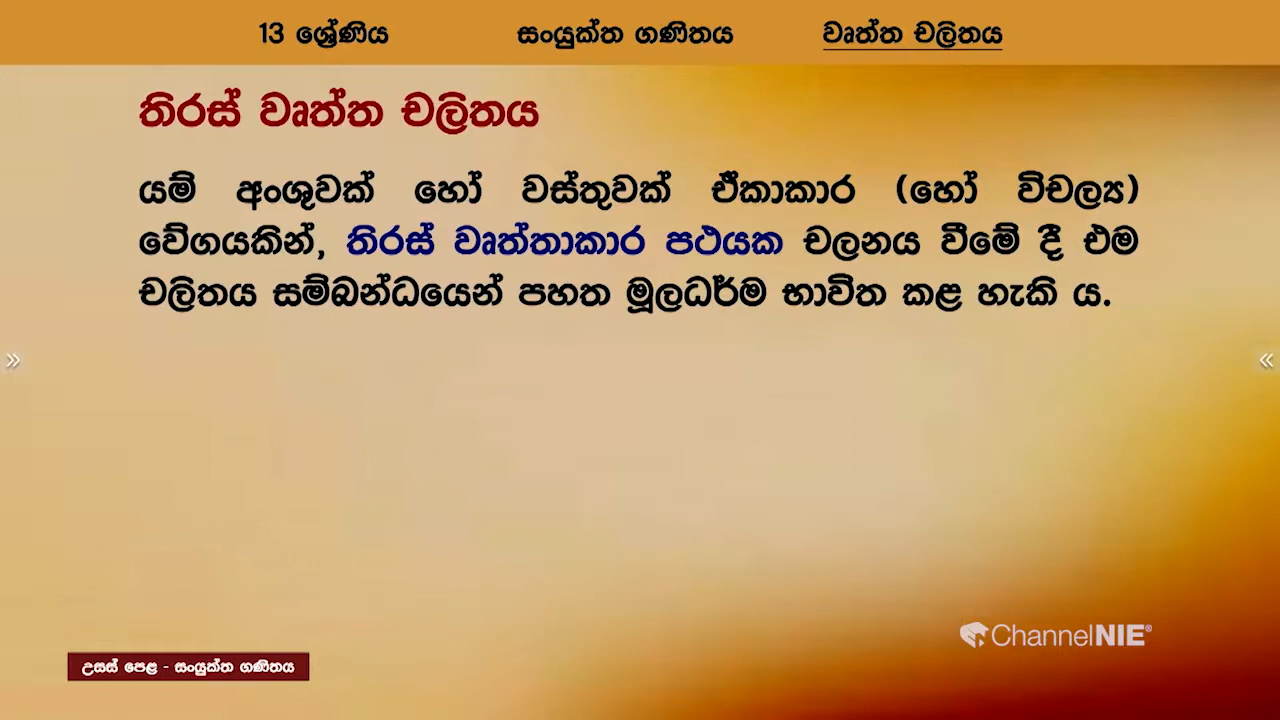 13 ශ්‍රේණිය සංයුක්ත ගණිතය වෘත්ත චලිතය
තිරස් වෘත්ත චලිතය
යම් අංශුවක් හෝ වස්තුවක් ඒකාකාර (හෝ විචල්‍ය)
වේගයකින්, තිරස් වෘත්තාකාර පථයක චලනය වීමේ දී එම
චලිතය සම්බන්ධයෙන් පහත මූලධර්ම භාවිත කළ හැකි ය.
ChannelNIE®
උසස් පෙළ - සංයුක්ත ගණිතය